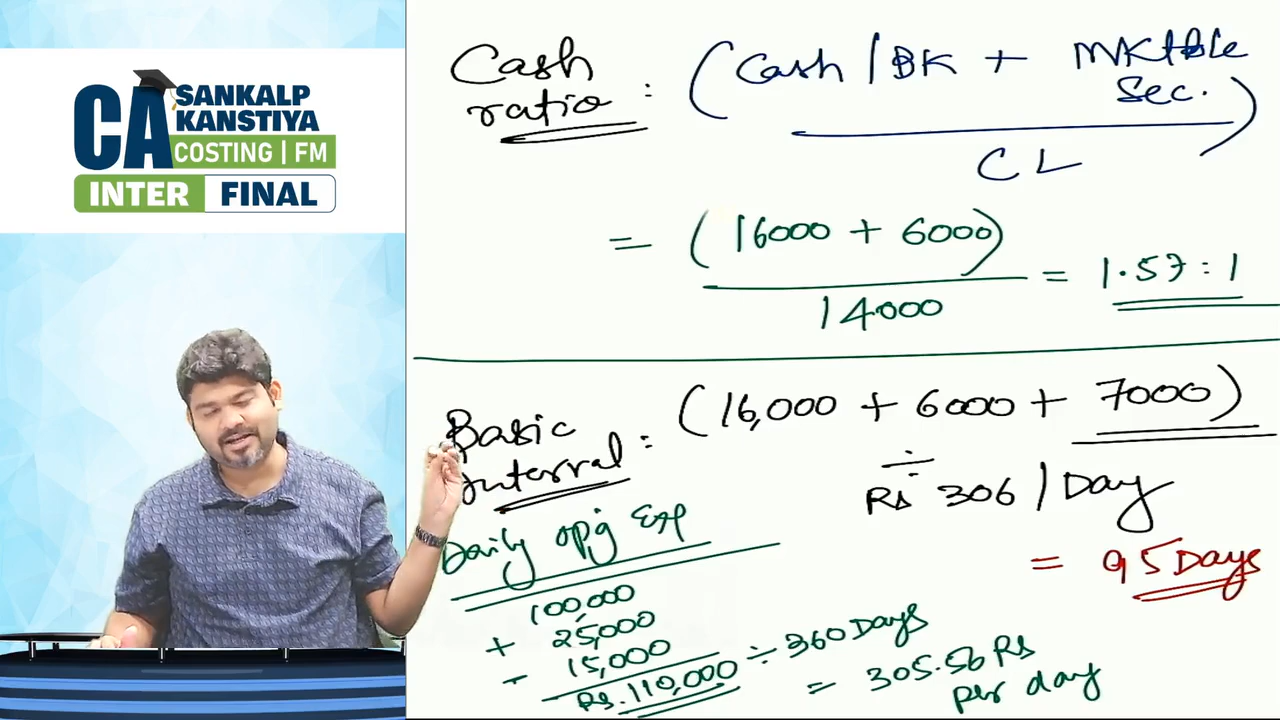 CA SANKALP
KANSTIYA
COSTING | FM
INTER FINAL
Cash ratio : (Cash / BK + MKtble Sec.)
CL
= (16000 + 6000)
14000
= 1.57 : 1
Basic interval : (16,000 + 6000 + 7000)
÷
Rs 306 / Day
= 95 Days
Daily opg Exp
100,000
+ 25,000
- 15,000
Rs. 110,000 ÷ 360 Days
= 305.56 Rs
per day